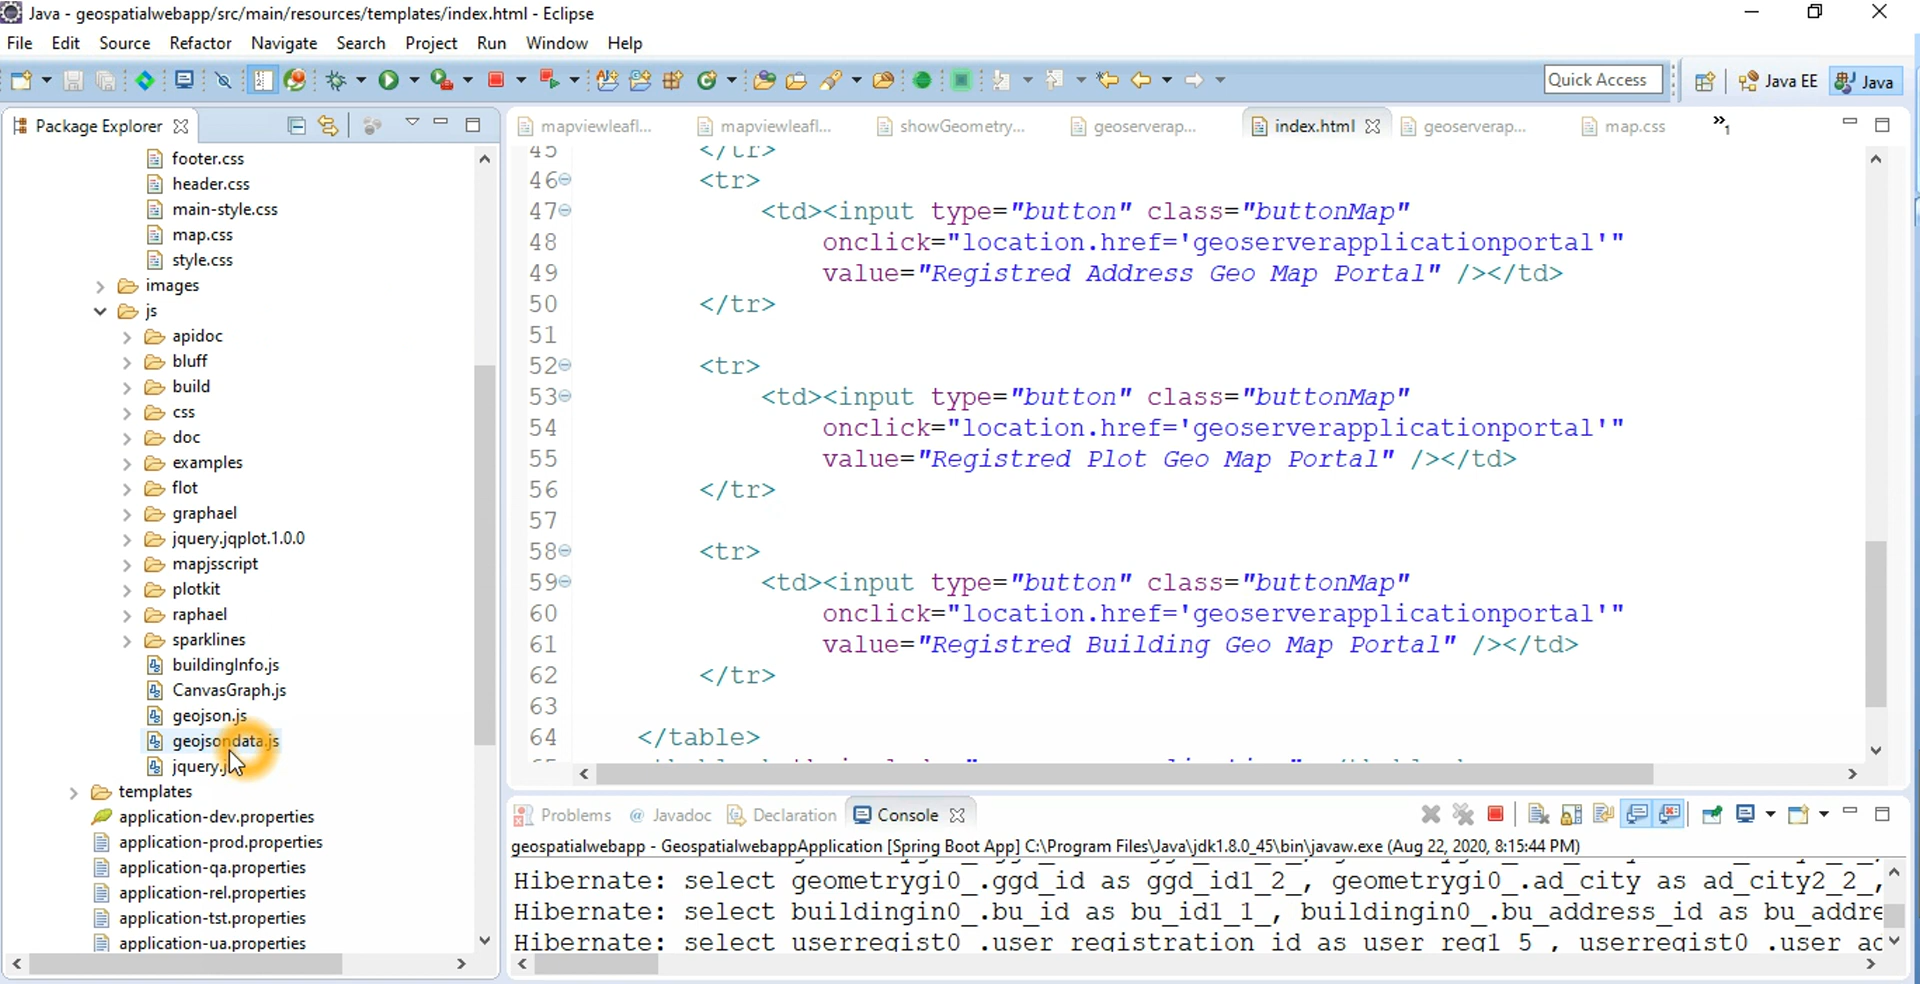 Java - geospatialwebapp/src/main/resources/templates/index.html - Eclipse
File Edit Source Refactor Navigate Search Project Run Window Help
Quick Access Java EE Java
Package Explorer
footer.css
header.css
main-style.css
map.css
style.css
images
js
apidoc
bluff
build
css
doc
examples
flot
graphael
jquery.jqplot.1.0.0
mapjsscript
plotkit
raphael
sparklines
buildingInfo.js
CanvasGraph.js
geojson.js
geojsondata.js
templates
application-dev.properties
application-prod.properties
application-qa.properties
application-rel.properties
application-tst.properties
application-ua.properties
mapviewleafl... mapviewleafl... showGeometry... geoserverap... index.html geoserverap... map.css »1
45 </tr>
46 <tr>
47 <td><input type="button" class="buttonMap"
48 onclick="location.href='geoserverapplicationportal'"
49 value="Registred Address Geo Map Portal" /></td>
50 </tr>
51
52 <tr>
53 <td><input type="button" class="buttonMap"
54 onclick="location.href='geoserverapplicationportal'"
55 value="Registred Plot Geo Map Portal" /></td>
56 </tr>
57
58 <tr>
59 <td><input type="button" class="buttonMap"
60 onclick="location.href='geoserverapplicationportal'"
61 value="Registred Building Geo Map Portal" /></td>
62 </tr>
63
64 </table>
Problems @ Javadoc Declaration Console
geospatialwebapp - GeospatialwebappApplication [Spring Boot App] C:\Program Files\Java\jdk1.8.0_45\bin\javaw.exe (Aug 22, 2020, 8:15:44 PM)
Hibernate: select geometrygi0_.ggd_id as ggd_id1_2_, geometrygi0_.ad_city as ad_city2_2_,
Hibernate: select buildingin0_.bu_id as bu_id1_1_, buildingin0_.bu_address_id as bu_addre
Hibernate: select userregist0_.user_registration_id as user_reg1_5_, userregist0_.user_ac